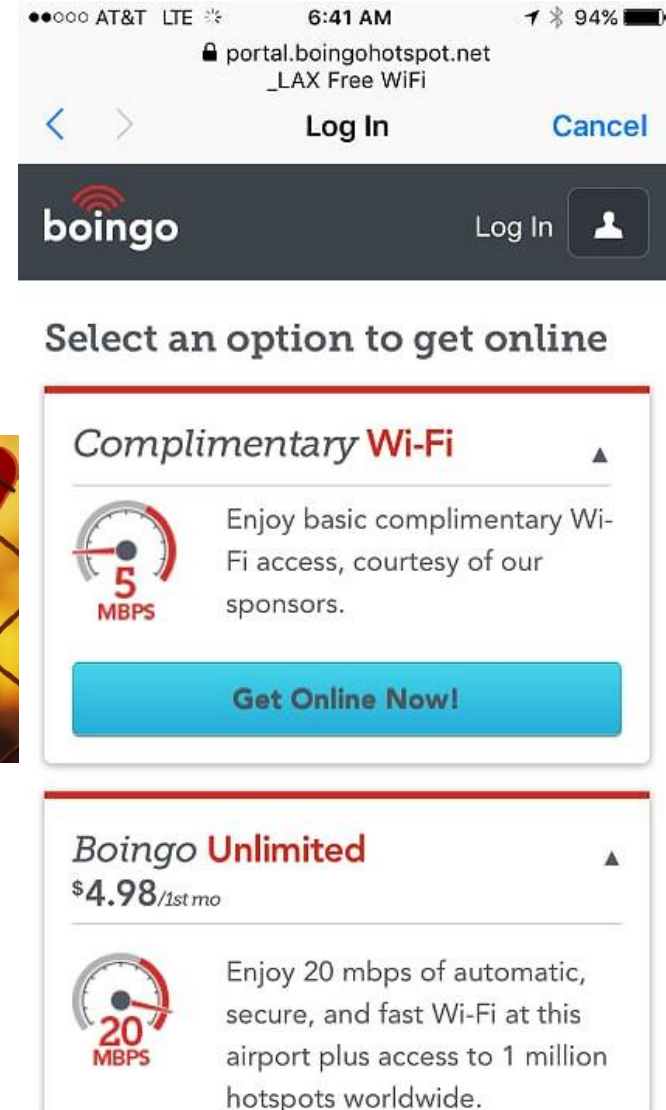 AT&T LTE 6:41 AM 94%
portal.boingohotspot.net
_LAX Free WiFi
Log In Cancel
boingo Log In
Select an option to get online
Complimentary Wi-Fi
Enjoy basic complimentary Wi-
Fi access, courtesy of our
sponsors.
5
MBPS
Get Online Now!
Boingo Unlimited
$4.98/1st mo
Enjoy 20 mbps of automatic,
secure, and fast Wi-Fi at this
airport plus access to 1 million
hotspots worldwide.
20
MBPS